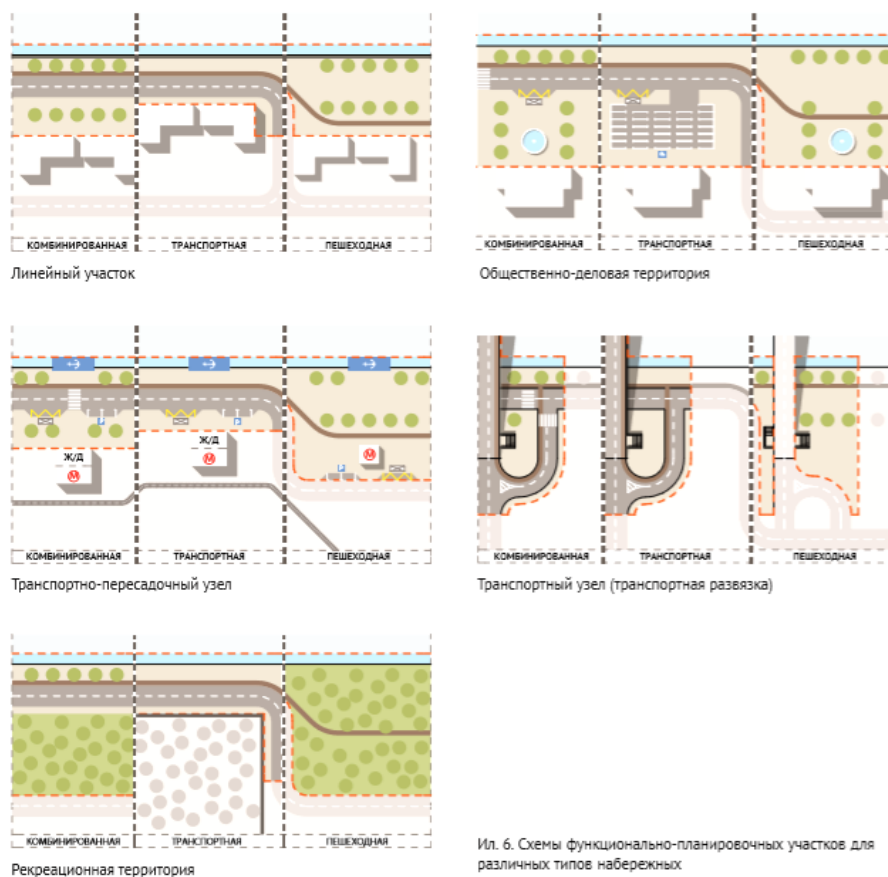 КОМБИНИРОВАННАЯ ТРАНСПОРТНАЯ ПЕШЕХОДНАЯ
Линейный участок
КОМБИНИРОВАННАЯ ТРАНСПОРТНАЯ ПЕШЕХОДНАЯ
Общественно-деловая территория
Ж/Д
М
Ж/Д
М
М
Р
Р
Р
КОМБИНИРОВАННАЯ ТРАНСПОРТНАЯ ПЕШЕХОДНАЯ
Транспортно-пересадочный узел
КОМБИНИРОВАННАЯ ТРАНСПОРТНАЯ ПЕШЕХОДНАЯ
Транспортный узел (транспортная развязка)
КОМБИНИРОВАННАЯ ТРАНСПОРТНАЯ ПЕШЕХОДНАЯ
Рекреационная территория
Ил. 6. Схемы функционально-планировочных участков для
различных типов набережных